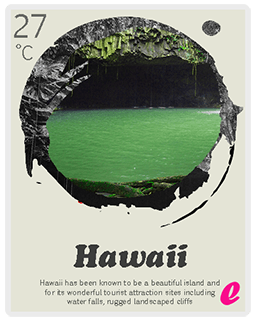 27
°C
Hawaii
Hawaii has been known to be a beautiful island and
for its wonderful tourist attraction sites including
water falls, rugged landscaped cliffs
e